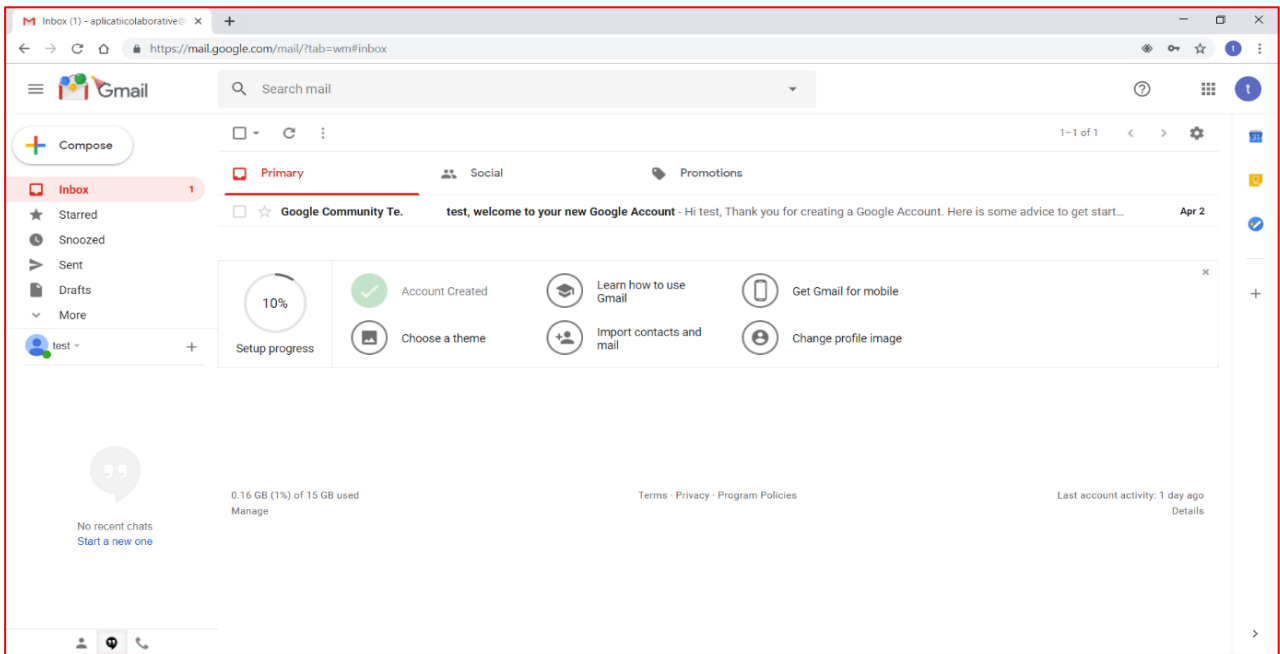 Inbox (1) - aplicatiicolaborative@
https://mail.google.com/mail/?tab=wm#inbox
t
Gmail
Search mail
t
Compose
1–1 of 1
31
Primary
Social
Promotions
Inbox 1
Google Community Te. test, welcome to your new Google Account - Hi test, Thank you for creating a Google Account. Here is some advice to get start… Apr 2
Starred
Snoozed
Sent
Drafts
More
test
10%
Setup progress
Account Created
Learn how to use
Gmail
Get Gmail for mobile
Choose a theme
Import contacts and
mail
Change profile image
0.16 GB (1%) of 15 GB used
Manage
Terms · Privacy · Program Policies
Last account activity: 1 day ago
Details
No recent chats
Start a new one